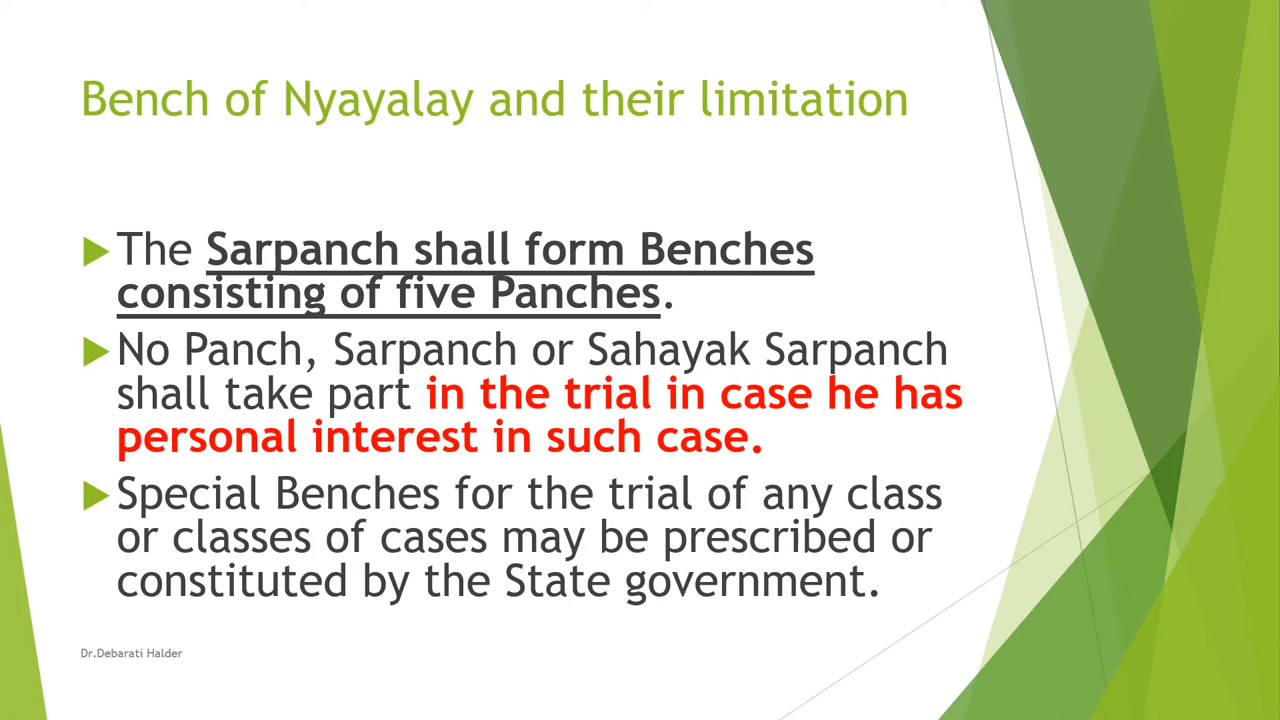 Bench of Nyayalay and their limitation
The Sarpanch shall form Benches
consisting of five Panches.
No Panch, Sarpanch or Sahayak Sarpanch
shall take part in the trial in case he has
personal interest in such case.
Special Benches for the trial of any class
or classes of cases may be prescribed or
constituted by the State government.
Dr.Debarati Halder